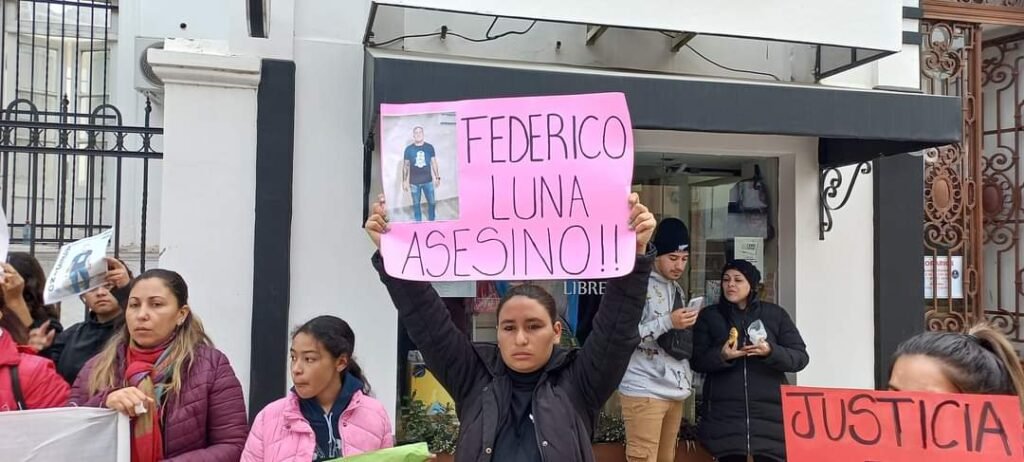 FEDERICO
LUNA
ASESINO!!
LIBRE
JUSTICIA